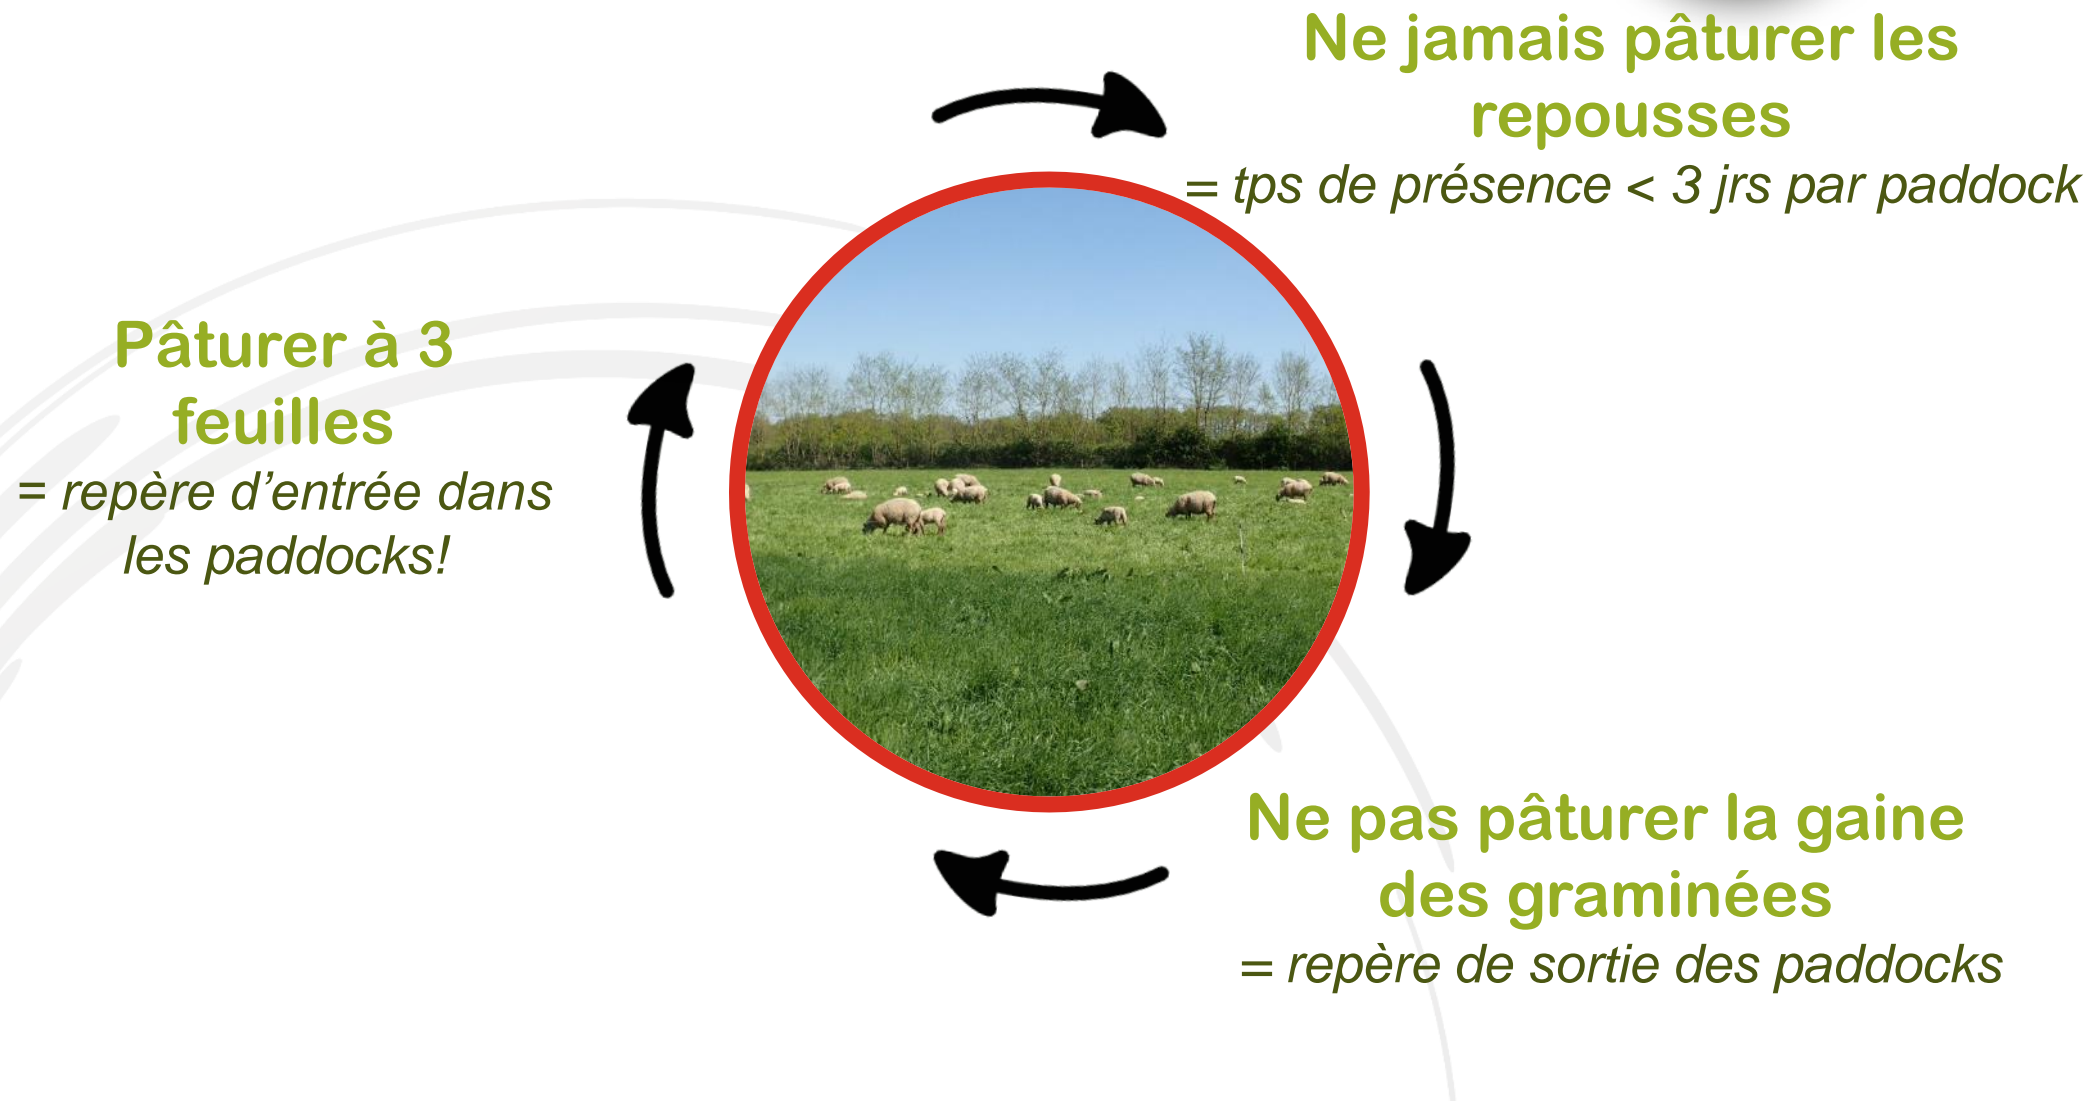 Ne jamais pâturer les
repousses
= tps de présence < 3 jrs par paddock
Pâturer à 3
feuilles
= repère d’entrée dans
les paddocks!
Ne pas pâturer la gaine
des graminées
= repère de sortie des paddocks